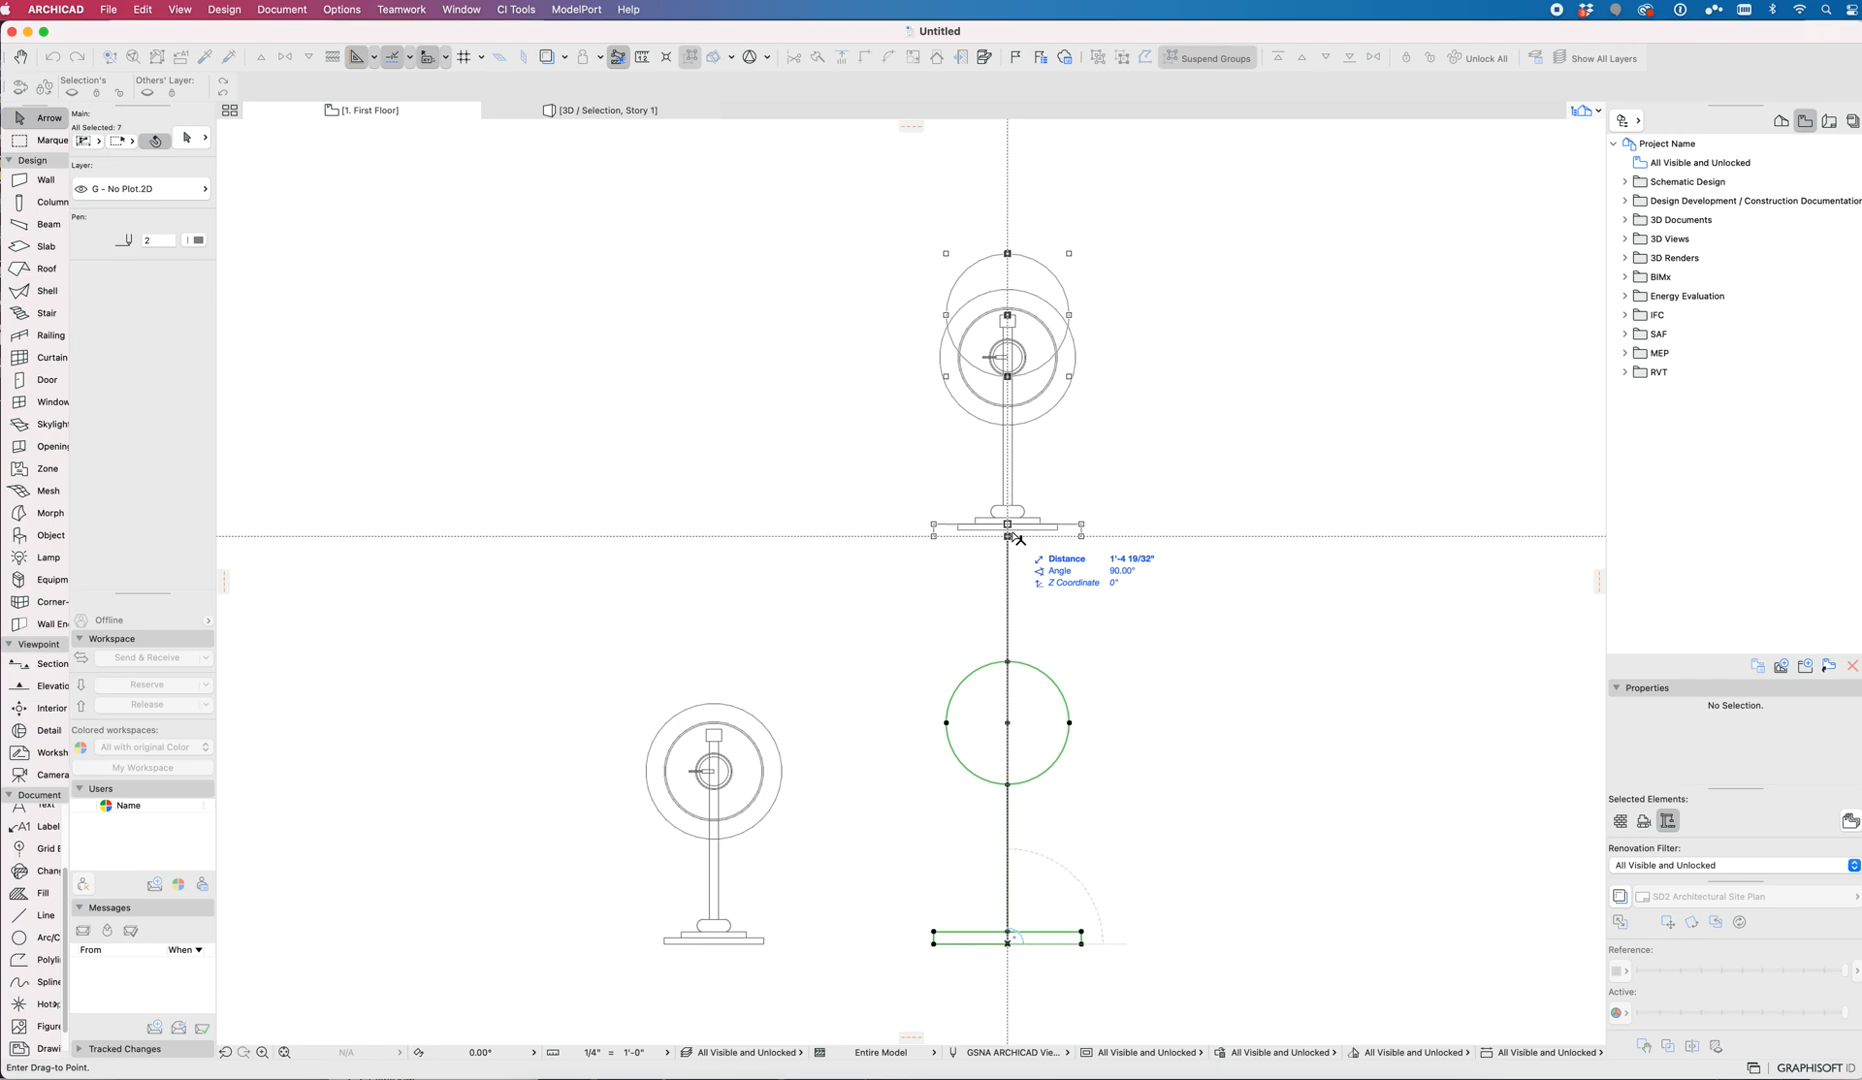 ARCHICAD File Edit View Design Document Options Teamwork Window CI Tools ModelPort Help
Untitled
Suspend Groups
Unlock All
Show All Layers
Selection's
Others' Layer:
[1. First Floor]
[3D / Selection, Story 1]
Arrow
Marque
Design
Wall
Column
Beam
Slab
Roof
Shell
Stair
Railing
Curtain
Door
Window
Skylight
Opening
Zone
Mesh
Morph
Object
Lamp
Equipm
Corner-
Wall En
Viewpoint
Section
Elevatio
Interior
Detail
Worksh
Camera
Document
Text
Label
Grid E
Chang
Fill
Line
Arc/C
Polyli
Spline
Hots
Figure
Drawi
Main:
All Selected: 7
Layer:
G - No Plot.2D
Pen:
2
Offline
Workspace
Send & Receive
Reserve
Release
Colored workspaces:
All with original Color
My Workspace
Users
Name
Messages
From When
Tracked Changes
Distance 1'-4 19/32"
Angle 90.00°
Z Coordinate 0"
Project Name
All Visible and Unlocked
Schematic Design
Design Development / Construction Documentation
3D Documents
3D Views
3D Renders
BIMx
Energy Evaluation
IFC
SAF
MEP
RVT
Properties
No Selection.
Selected Elements:
Renovation Filter:
All Visible and Unlocked
SD2 Architectural Site Plan
Reference:
Active:
N/A 0.00° 1/4" = 1'-0" All Visible and Unlocked Entire Model GSNA ARCHICAD Vie... All Visible and Unlocked All Visible and Unlocked All Visible and Unlocked All Visible and Unlocked
Enter Drag-to Point.
GRAPHISOFT ID